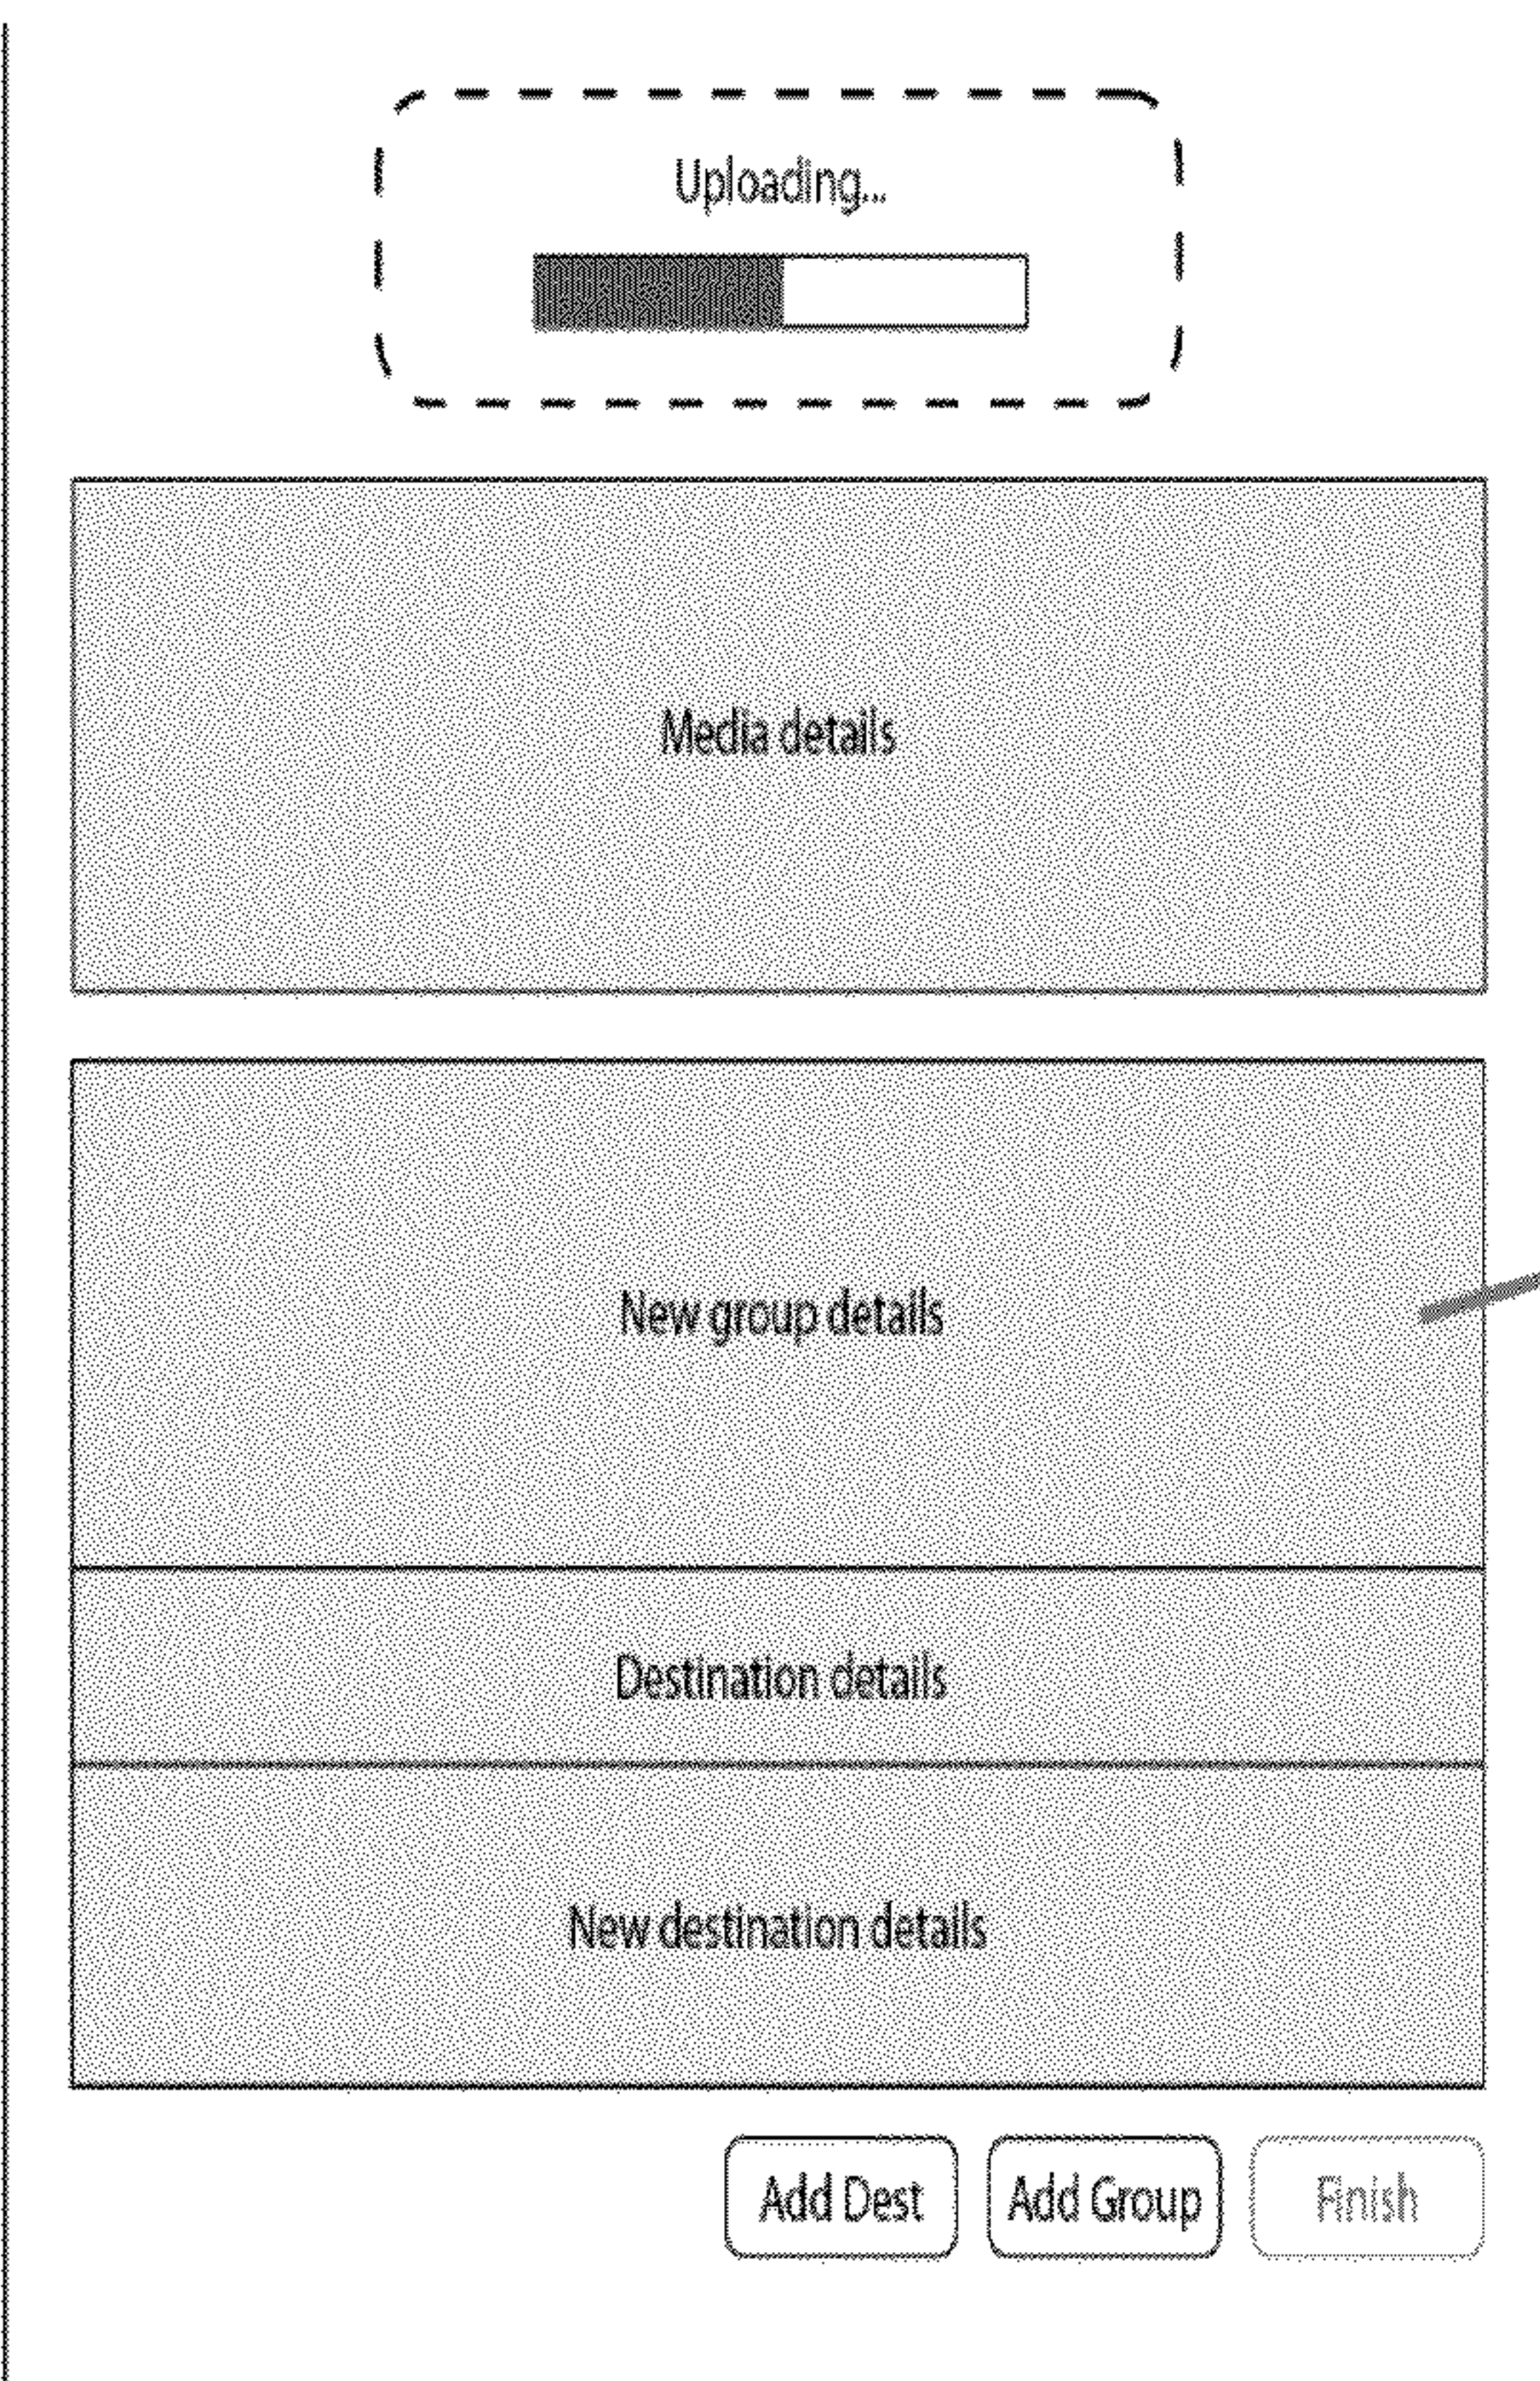 Uploading...
Media details
New group details
Destination details
New destination details
Add Dest Add Group Finish